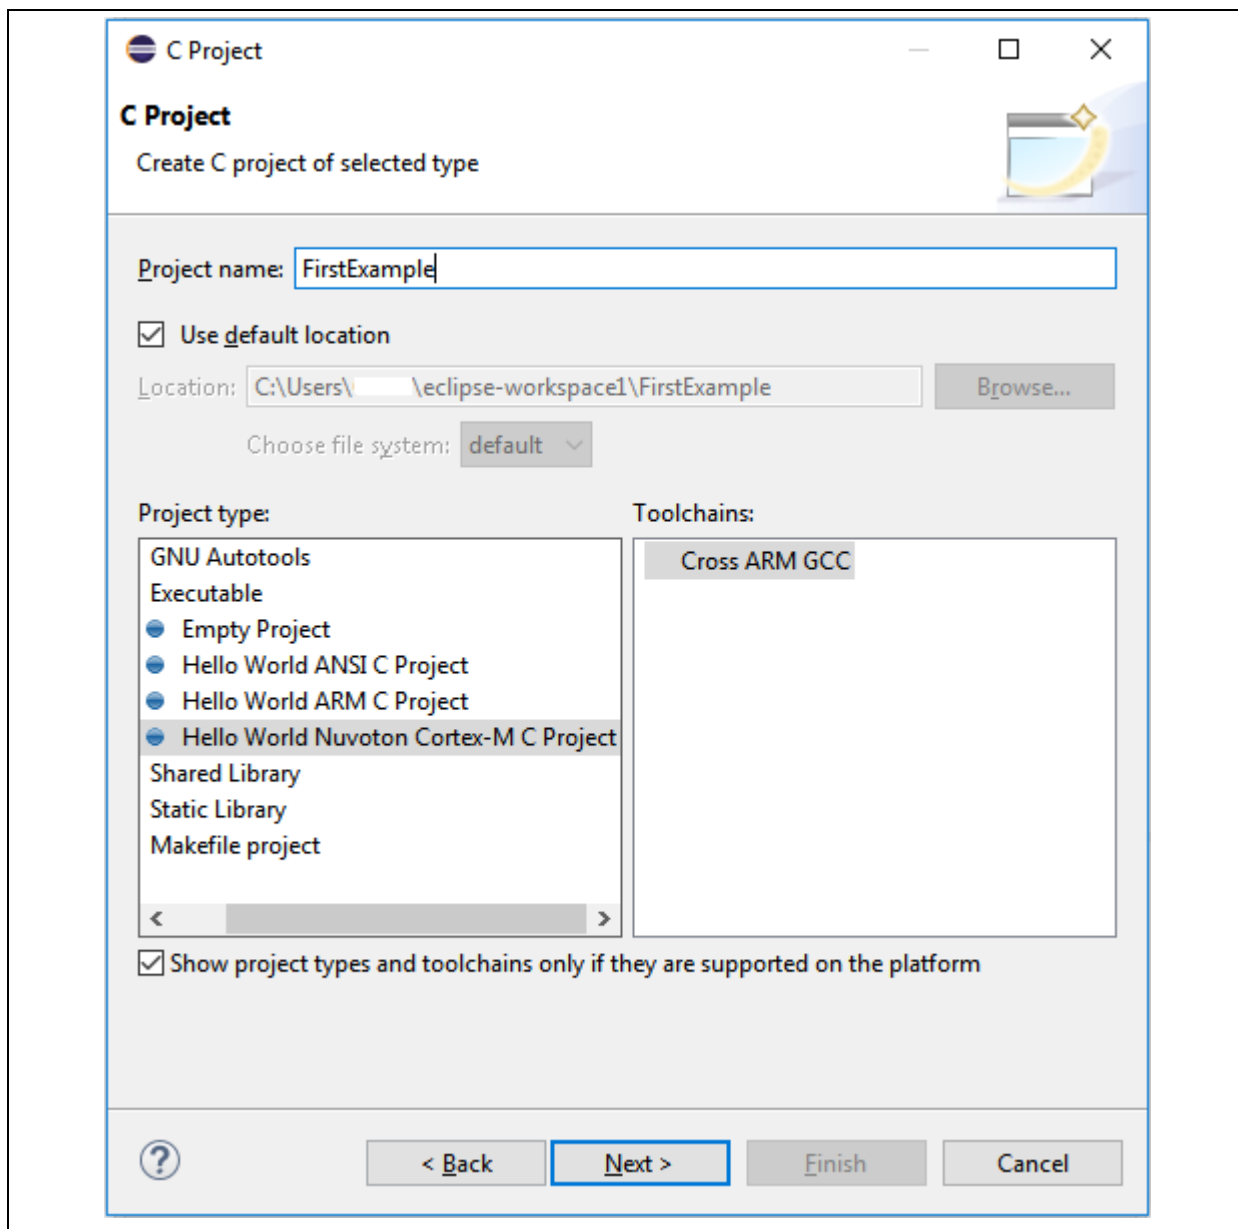 C Project
C Project
Create C project of selected type
Project name: FirstExample
Use default location
Location: C:\Users\ \eclipse-workspace1\FirstExample Browse...
Choose file system: default
Project type: Toolchains:
GNU Autotools Cross ARM GCC
Executable
Empty Project
Hello World ANSI C Project
Hello World ARM C Project
Hello World Nuvoton Cortex-M C Project
Shared Library
Static Library
Makefile project
Show project types and toolchains only if they are supported on the platform
? < Back Next > Finish Cancel